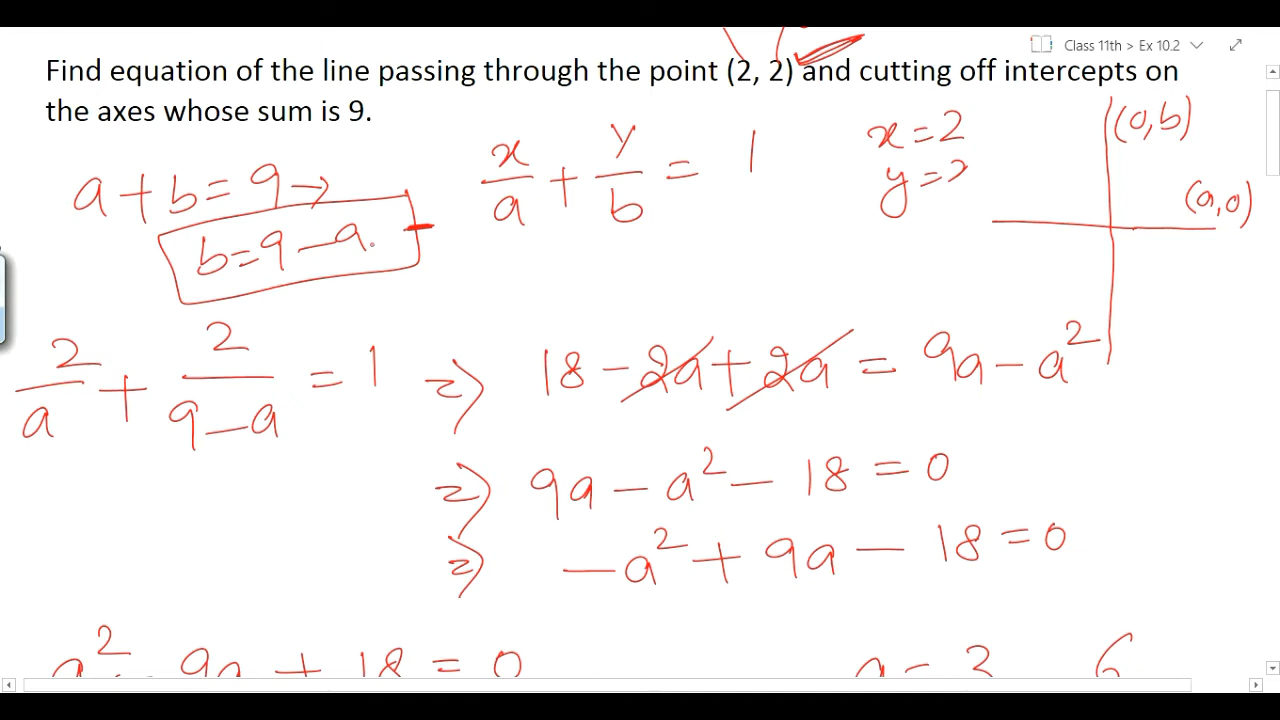 Class 11th > Ex 10.2
Find equation of the line passing through the point (2, 2) and cutting off intercepts on
the axes whose sum is 9.
a + b = 9 →
x/a + y/b = 1
x = 2
y = 2
(0, b)
(a, 0)
b = 9 - a.
2/a + 2/(9 - a) = 1
⇒ 18 - 2a + 2a = 9a - a²
⇒ 9a - a² - 18 = 0
⇒ - a² + 9a - 18 = 0
a² - 9a + 18 = 0
a = 3 6